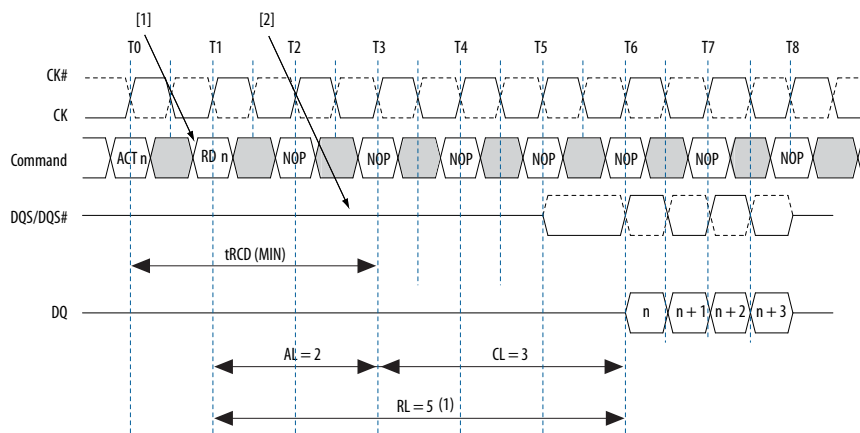 [1] [2]
T0 T1 T2 T3 T4 T5 T6 T7 T8
CK#
CK
Command ACT n RD n NOP NOP NOP NOP NOP NOP NOP
DQS/DQS#
tRCD (MIN)
DQ n n + 1 n + 2 n + 3
AL = 2 CL = 3
RL = 5 (1)